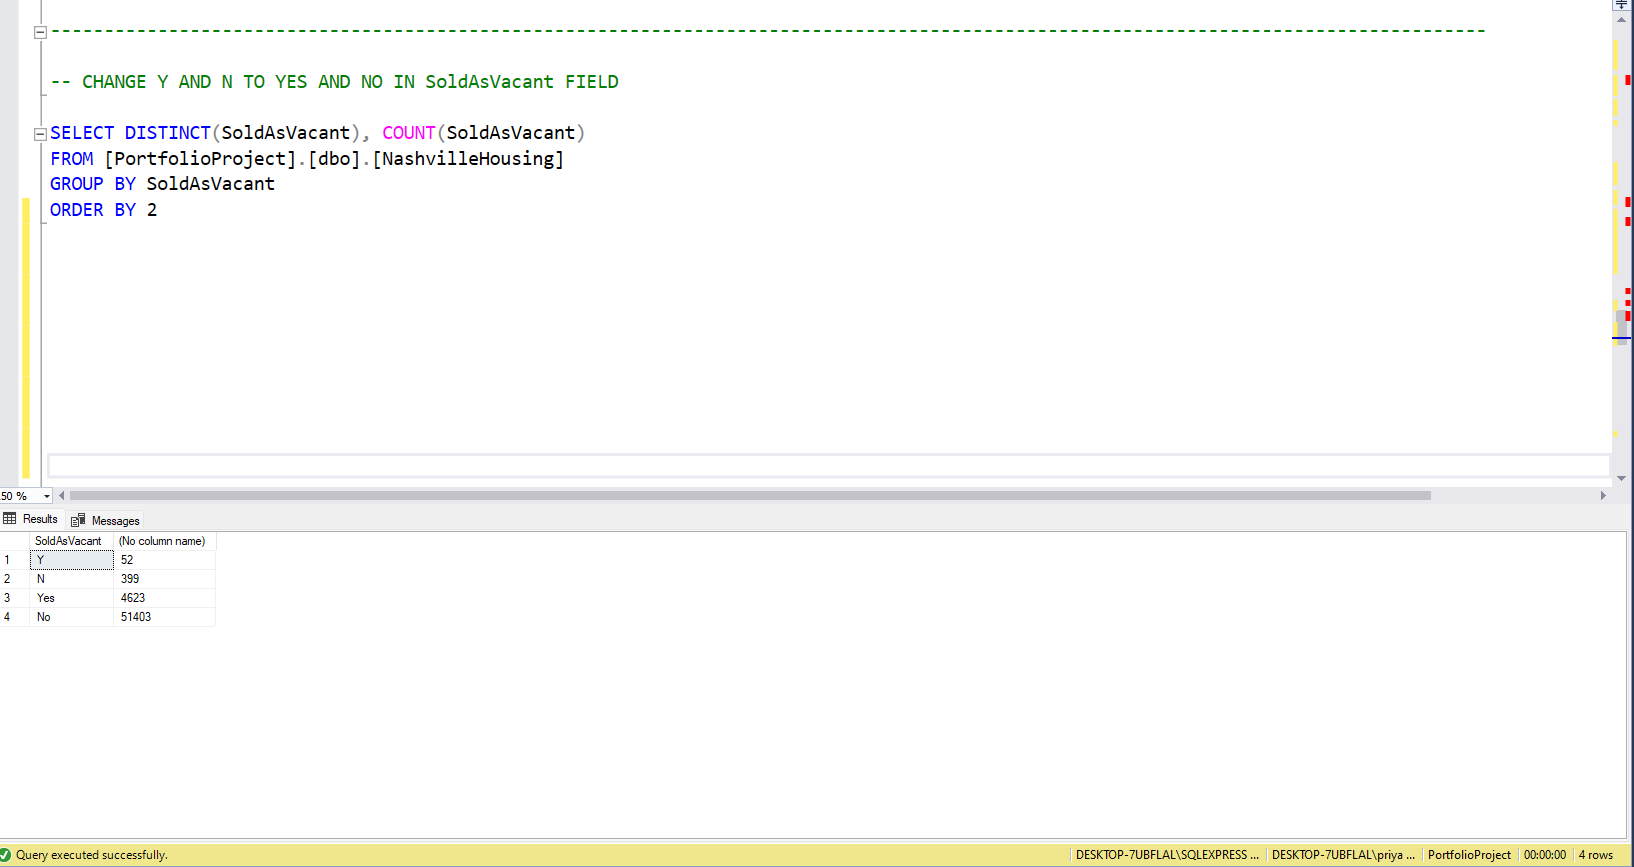 --------------------------------------------------------------------------------------------------------------------------------------
-- CHANGE Y AND N TO YES AND NO IN SoldAsVacant FIELD
SELECT DISTINCT(SoldAsVacant), COUNT(SoldAsVacant)
FROM [PortfolioProject].[dbo].[NashvilleHousing]
GROUP BY SoldAsVacant
ORDER BY 2
50 %
Results Messages
SoldAsVacant (No column name)
1 Y 52
2 N 399
3 Yes 4623
4 No 51403
Query executed successfully. DESKTOP-7UBFLAL\SQLEXPRESS ... DESKTOP-7UBFLAL\priya ... PortfolioProject 00:00:00 4 rows